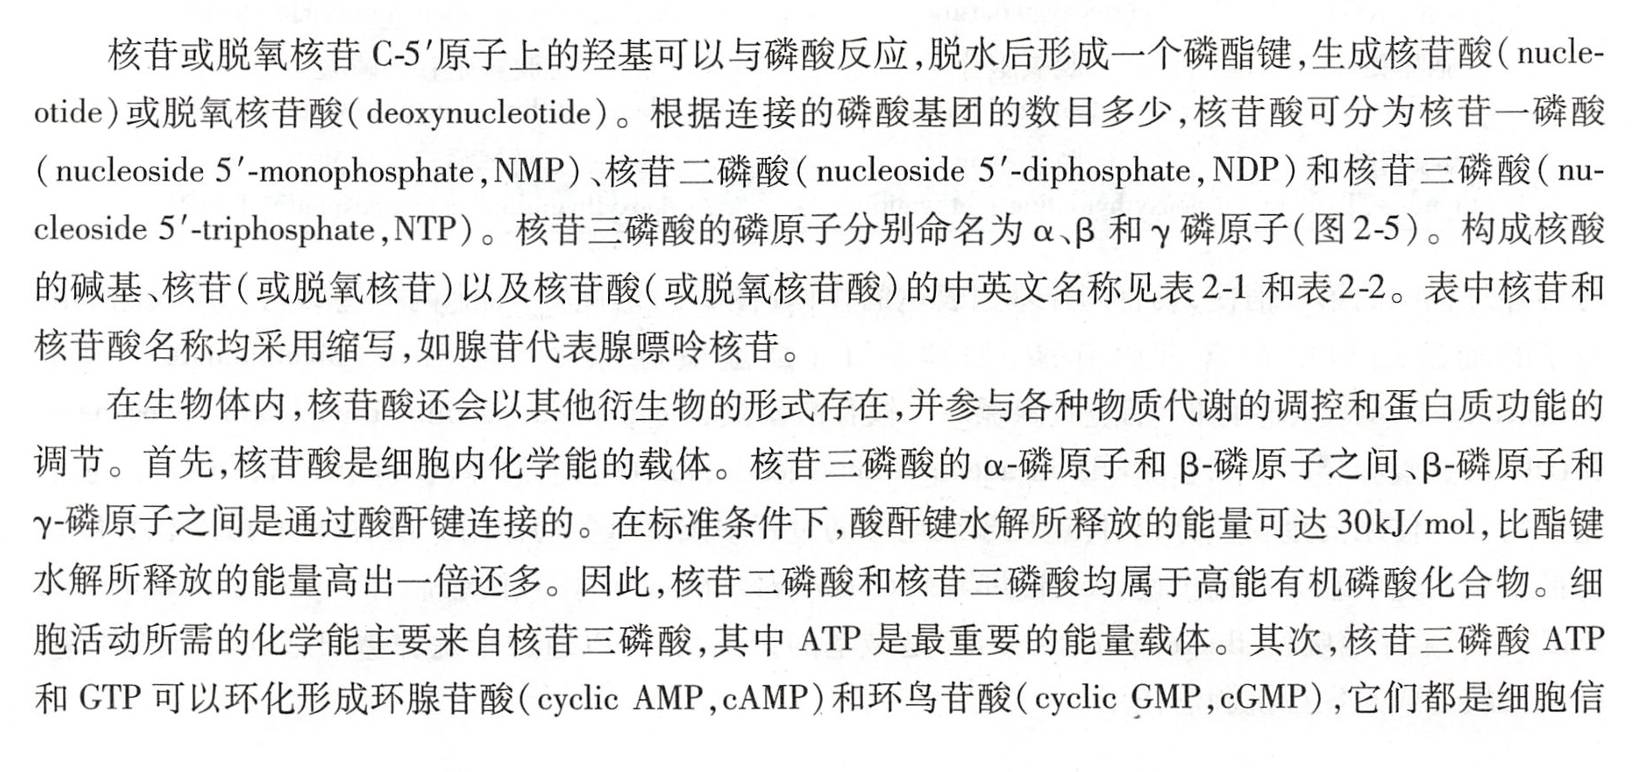 核苷或脱氧核苷 C-5′原子上的羟基可以与磷酸反应,脱水后形成一个磷酯键,生成核苷酸(nucle-
otide)或脱氧核苷酸(deoxynucleotide)。根据连接的磷酸基团的数目多少,核苷酸可分为核苷一磷酸
(nucleoside 5′-monophosphate,NMP)、核苷二磷酸(nucleoside 5′-diphosphate,NDP)和核苷三磷酸(nu-
cleoside 5′-triphosphate,NTP)。核苷三磷酸的磷原子分别命名为 α、β 和 γ 磷原子(图 2-5)。构成核酸
的碱基、核苷(或脱氧核苷)以及核苷酸(或脱氧核苷酸)的中英文名称见表 2-1 和表 2-2。表中核苷和
核苷酸名称均采用缩写,如腺苷代表腺嘌呤核苷。
在生物体内,核苷酸还会以其他衍生物的形式存在,并参与各种物质代谢的调控和蛋白质功能的
调节。首先,核苷酸是细胞内化学能的载体。核苷三磷酸的 α-磷原子和 β-磷原子之间、β-磷原子和
γ-磷原子之间是通过酸酐键连接的。在标准条件下,酸酐键水解所释放的能量可达 30kJ/mol,比酯键
水解所释放的能量高出一倍还多。因此,核苷二磷酸和核苷三磷酸均属于高能有机磷酸化合物。细
胞活动所需的化学能主要来自核苷三磷酸,其中 ATP 是最重要的能量载体。其次,核苷三磷酸 ATP
和 GTP 可以环化形成环腺苷酸(cyclic AMP,cAMP)和环鸟苷酸(cyclic GMP,cGMP),它们都是细胞信